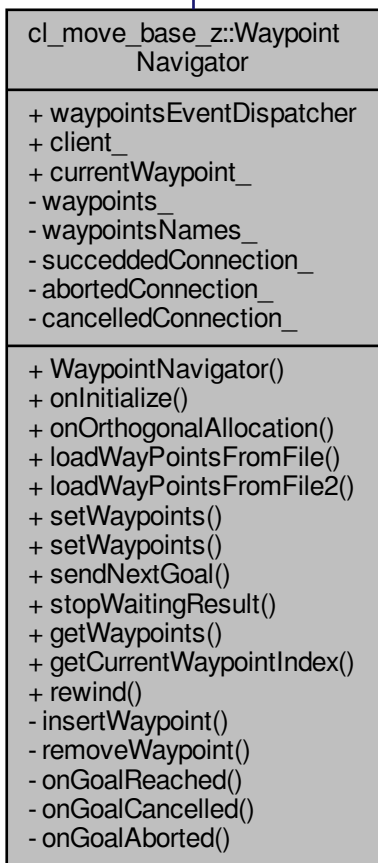 cl_move_base_z::Waypoint
Navigator
+ waypointsEventDispatcher
+ client_
+ currentWaypoint_
- waypoints_
- waypointsNames_
- succeddedConnection_
- abortedConnection_
- cancelledConnection_
+ WaypointNavigator()
+ onInitialize()
+ onOrthogonalAllocation()
+ loadWayPointsFromFile()
+ loadWayPointsFromFile2()
+ setWaypoints()
+ setWaypoints()
+ sendNextGoal()
+ stopWaitingResult()
+ getWaypoints()
+ getCurrentWaypointIndex()
+ rewind()
- insertWaypoint()
- removeWaypoint()
- onGoalReached()
- onGoalCancelled()
- onGoalAborted()